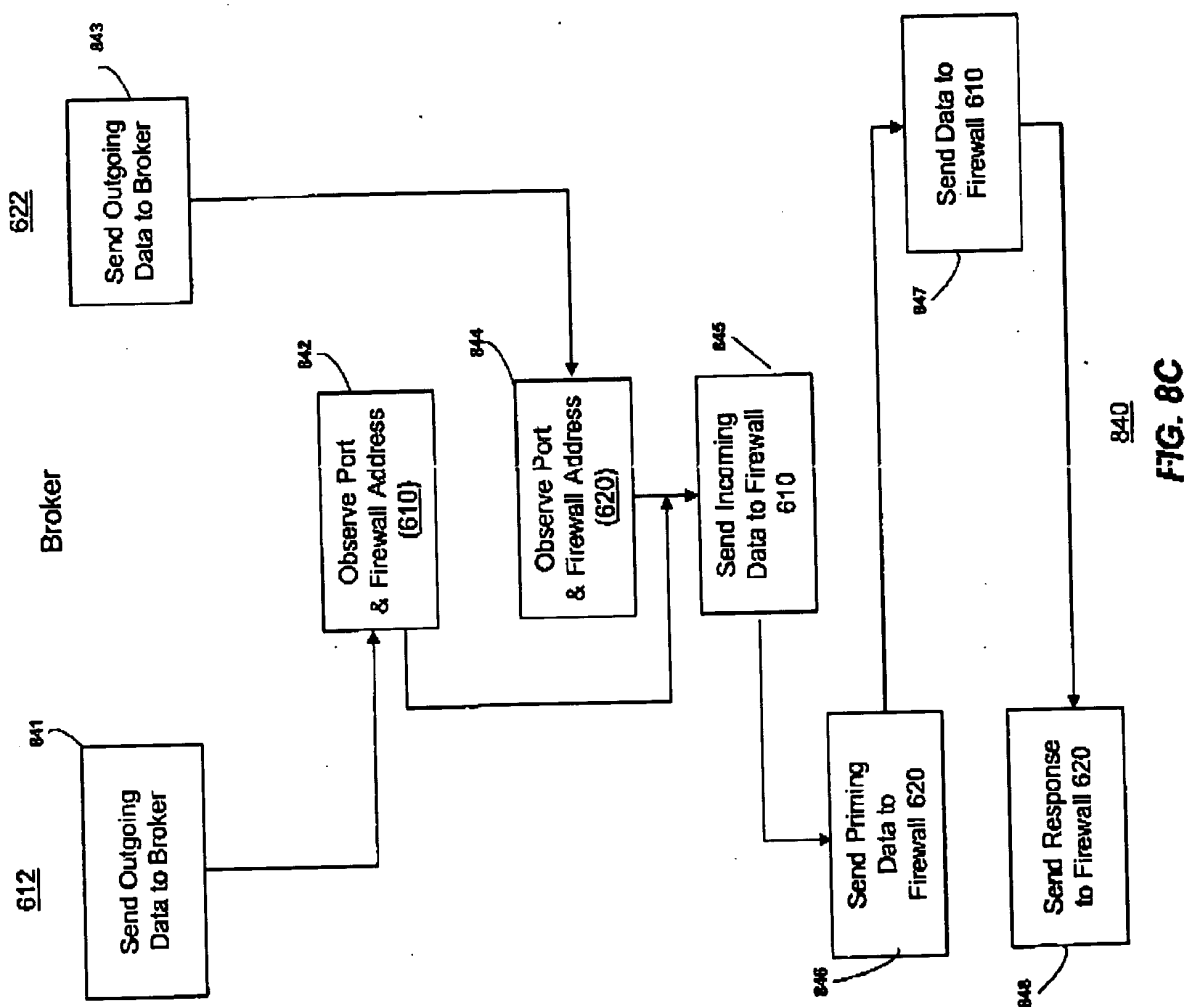 612
Broker
622
841
Send Outgoing
Data to Broker
843
Send Outgoing
Data to Broker
842
Observe Port
& Firewall Address
(610)
844
Observe Port
& Firewall Address
(620)
845
Send Incoming
Data to Firewall
610
846
Send Priming
Data to
Firewall 620
847
Send Data to
Firewall 610
848
Send Response
to Firewall 620
840
FIG. 8C